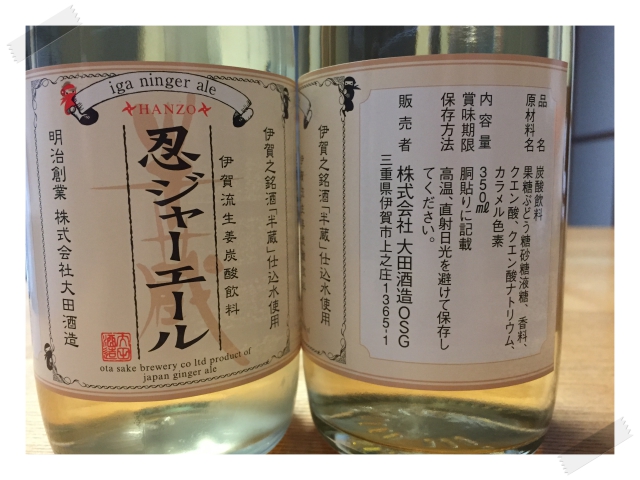 iga ninger ale
HANZO
伊賀之銘酒「半蔵」仕込水使用
伊賀流生姜炭酸飲料
忍ジャーエール
半蔵
明治創業 株式会社大田酒造
ota sake brewery co ltd product of
japan ginger ale
品名 炭酸飲料
原材料名 果糖ぶどう糖砂糖液糖、香料、
クエン酸、クエン酸ナトリウム、
カラメル色素
内容量 350㎖
賞味期限 胴貼りに記載
保存方法 高温、直射日光を避けて保存し
てください。
販売者 株式会社 大田酒造OSG
三重県伊賀市上之庄1365-1
伊賀之銘酒「半蔵」仕込水使用